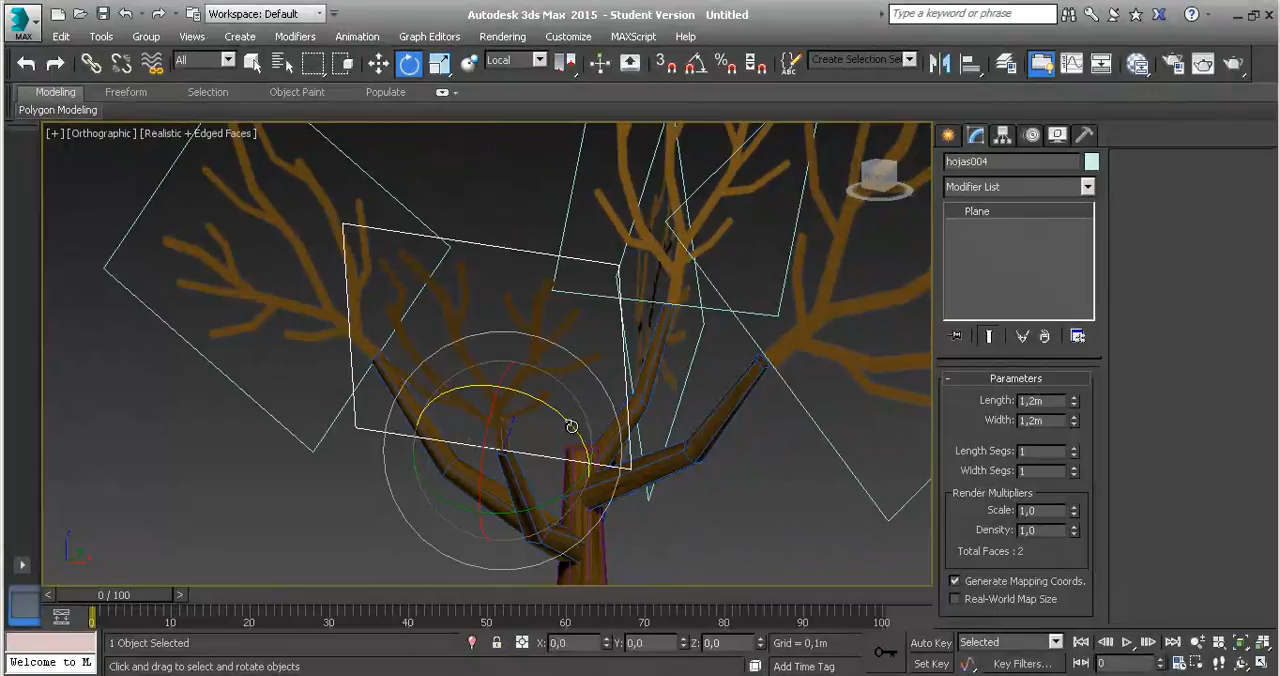 Workspace: Default
Autodesk 3ds Max 2015 - Student Version Untitled
Type a keyword or phrase
MAX
Edit Tools Group Views Create Modifiers Animation Graph Editors Rendering Customize MAXScript Help
All
Local
Create Selection Se
Modeling Freeform Selection Object Paint Populate
Polygon Modeling
[+] [Orthographic] [Realistic + Edged Faces]
hojas004
Modifier List
Plane
- Parameters
Length: 1,2m
Width: 1,2m
Length Segs: 1
Width Segs: 1
Render Multipliers
Scale: 1,0
Density: 1,0
Total Faces : 2
Generate Mapping Coords.
Real-World Map Size
< 0 / 100 >
0 10 20 30 40 50 60 70 80 90 100
1 Object Selected
X: 0,0 Y: 0,0 Z: 0,0
Grid = 0,1m
Auto Key Selected
Welcome to M
Click and drag to select and rotate objects
Add Time Tag
Set Key Key Filters...
0